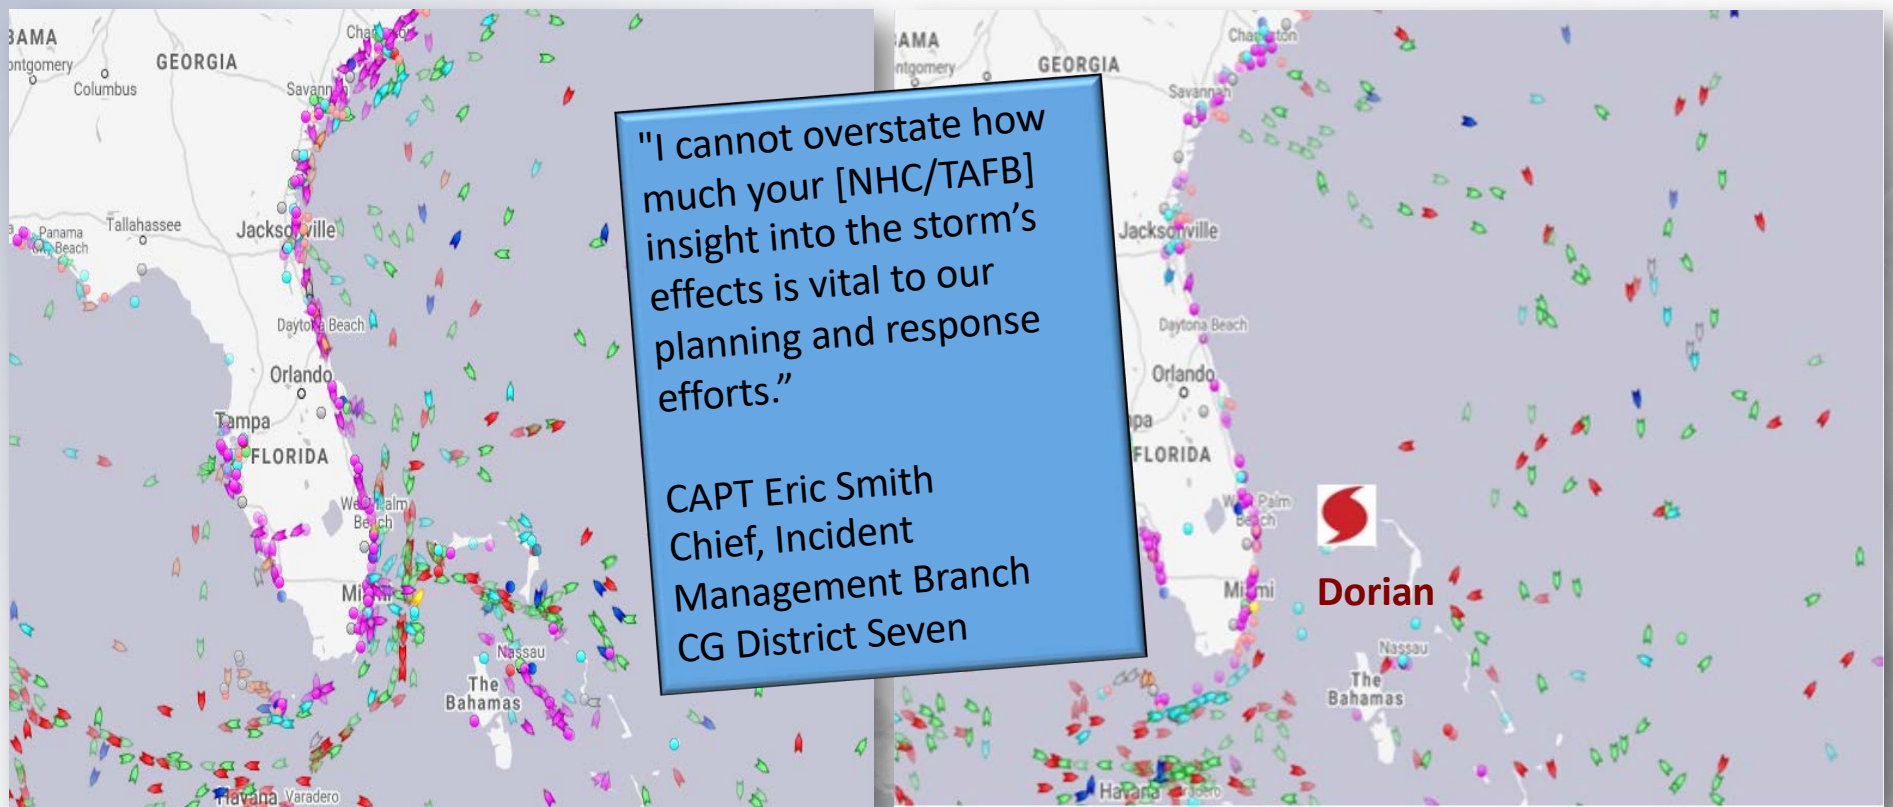 BAMA
ontgomery
Columbus
GEORGIA
Savannah
Panama
City Beach
Tallahassee
Jacksonville
Daytona Beach
Orlando
Tampa
FLORIDA
West Palm
Beach
Miami
Nassau
The
Bahamas
Havana
Varadero
"I cannot overstate how
much your [NHC/TAFB]
insight into the storm's
effects is vital to our
planning and response
efforts.”
CAPT Eric Smith
Chief, Incident
Management Branch
CG District Seven
AMA
ntgomery
GEORGIA
Charleston
Savannah
Jacksonville
Daytona Beach
Orlando
pa
FLORIDA
West Palm
Beach
Miami
Dorian
Nassau
The
Bahamas
Havana